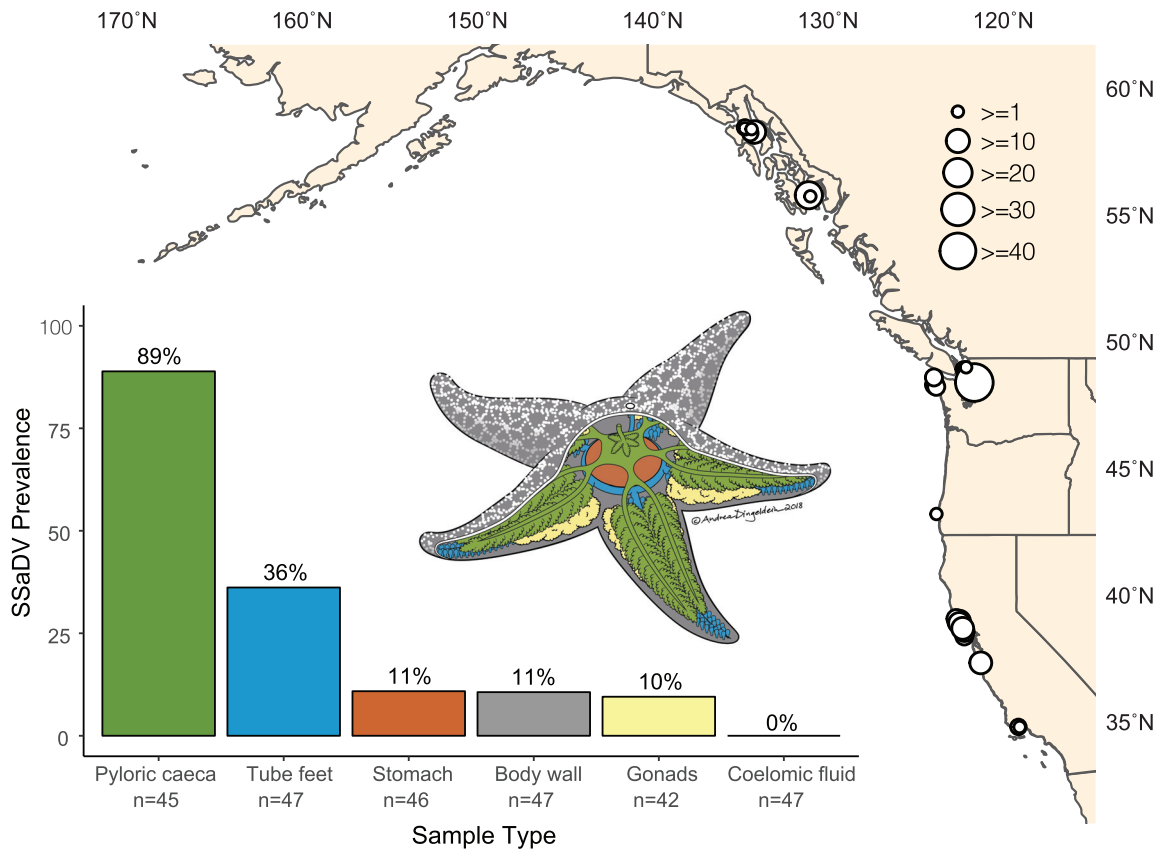 170˚N 160˚N 150˚N 140˚N 130˚N 120˚N
60˚N
55˚N
50˚N
45˚N
40˚N
35˚N
>=1
>=10
>=20
>=30
>=40
SSaDV Prevalence
100
75
50
25
0
89%
36%
11%
11%
10%
0%
©Andrea Dingeldein 2018
Pyloric caeca Tube feet Stomach Body wall Gonads Coelomic fluid
n=45 n=47 n=46 n=47 n=42 n=47
Sample Type